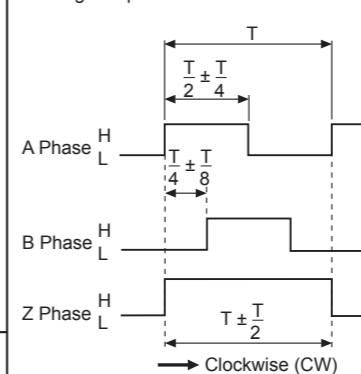 T
T/2 ± T/4
A Phase H L
T/4 ± T/8
B Phase H L
Z Phase H L
T ± T/2
Clockwise (CW)